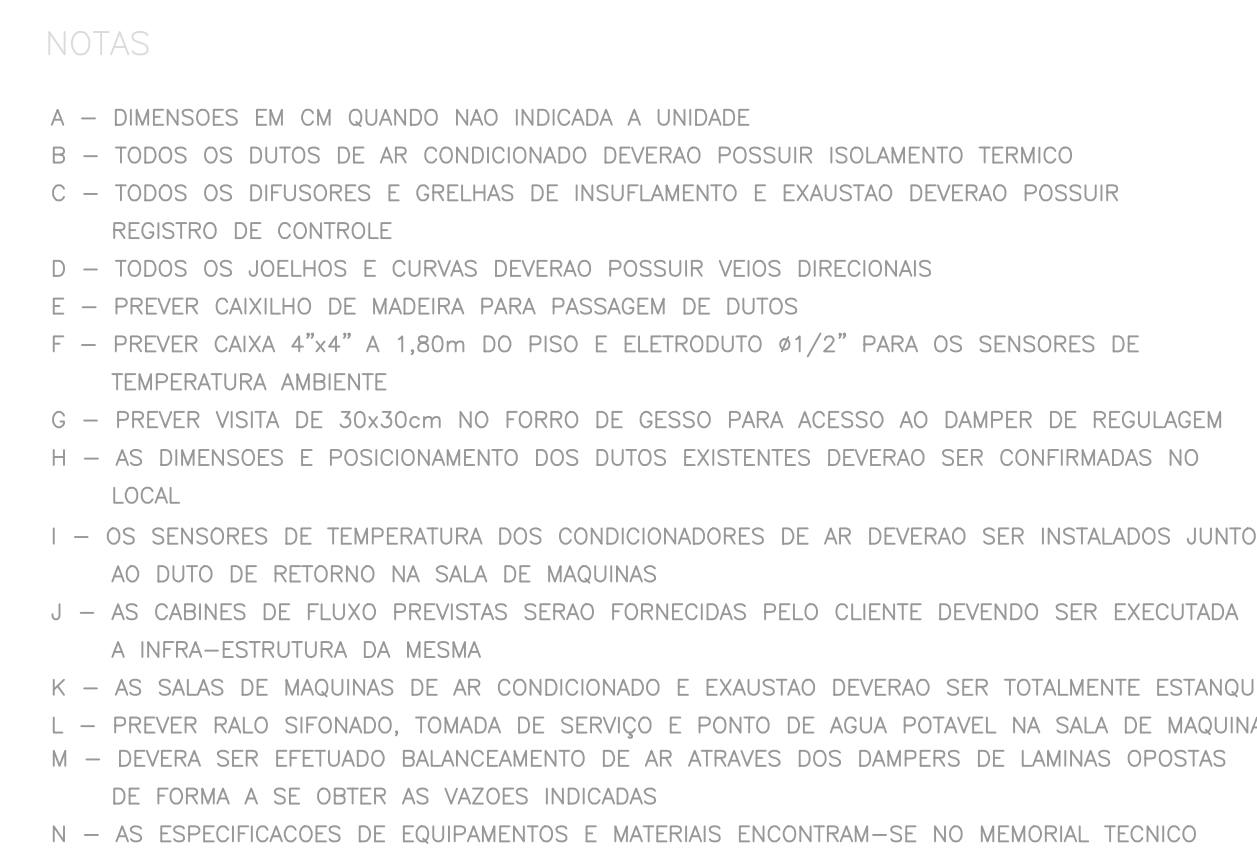 NOTAS
A – DIMENSOES EM CM QUANDO NAO INDICADA A UNIDADE
B – TODOS OS DUTOS DE AR CONDICIONADO DEVERAO POSSUIR ISOLAMENTO TERMICO
C – TODOS OS DIFUSORES E GRELHAS DE INSUFLAMENTO E EXAUSTAO DEVERAO POSSUIR
REGISTRO DE CONTROLE
D – TODOS OS JOELHOS E CURVAS DEVERAO POSSUIR VEIOS DIRECIONAIS
E – PREVER CAIXILHO DE MADEIRA PARA PASSAGEM DE DUTOS
F – PREVER CAIXA 4"x4" A 1,80m DO PISO E ELETRODUTO ø1/2" PARA OS SENSORES DE
TEMPERATURA AMBIENTE
G – PREVER VISITA DE 30x30cm NO FORRO DE GESSO PARA ACESSO AO DAMPER DE REGULAGEM
H – AS DIMENSOES E POSICIONAMENTO DOS DUTOS EXISTENTES DEVERAO SER CONFIRMADAS NO
LOCAL
I – OS SENSORES DE TEMPERATURA DOS CONDICIONADORES DE AR DEVERAO SER INSTALADOS JUNTO
AO DUTO DE RETORNO NA SALA DE MAQUINAS
J – AS CABINES DE FLUXO PREVISTAS SERAO FORNECIDAS PELO CLIENTE DEVENDO SER EXECUTADA
A INFRA–ESTRUTURA DA MESMA
K – AS SALAS DE MAQUINAS DE AR CONDICIONADO E EXAUSTAO DEVERAO SER TOTALMENTE ESTANQU
L – PREVER RALO SIFONADO, TOMADA DE SERVIÇO E PONTO DE AGUA POTAVEL NA SALA DE MAQUINA
M – DEVERA SER EFETUADO BALANCEAMENTO DE AR ATRAVES DOS DAMPERS DE LAMINAS OPOSTAS
DE FORMA A SE OBTER AS VAZOES INDICADAS
N – AS ESPECIFICACOES DE EQUIPAMENTOS E MATERIAIS ENCONTRAM–SE NO MEMORIAL TECNICO